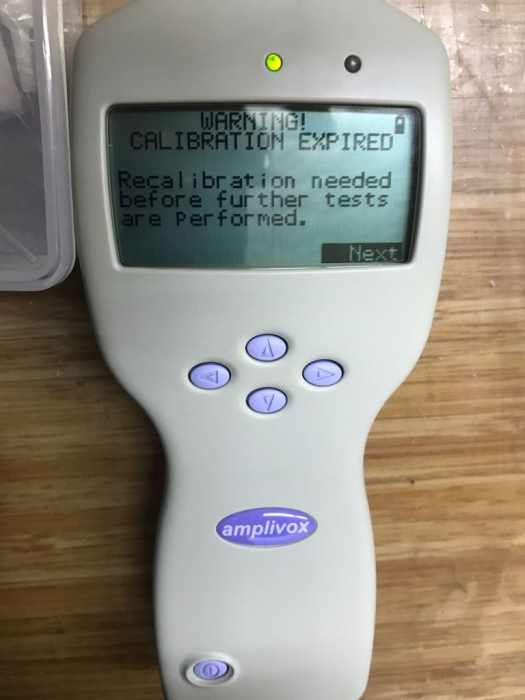 WARNING!
CALIBRATION EXPIRED
Recalibration needed
before further tests
are Performed.
Next
amplivox